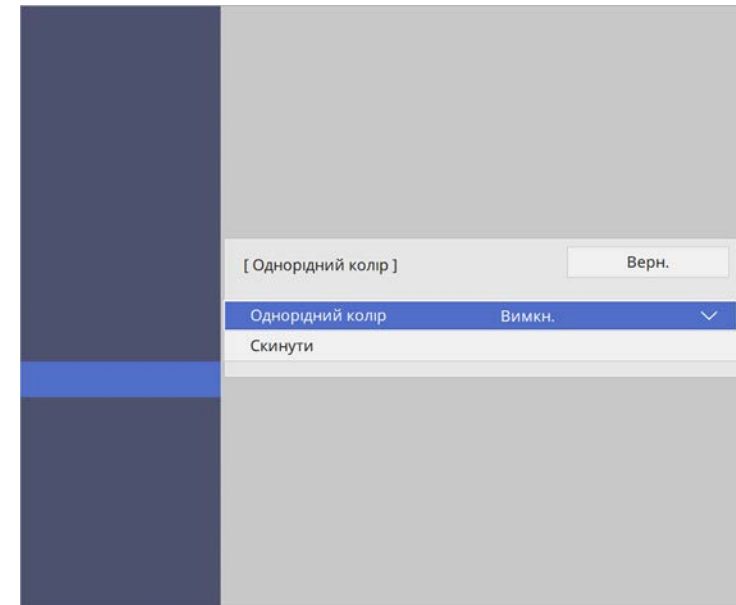 [ Однорідний колір ]
Верн.
Однорідний колір Вимкн.
Скинути